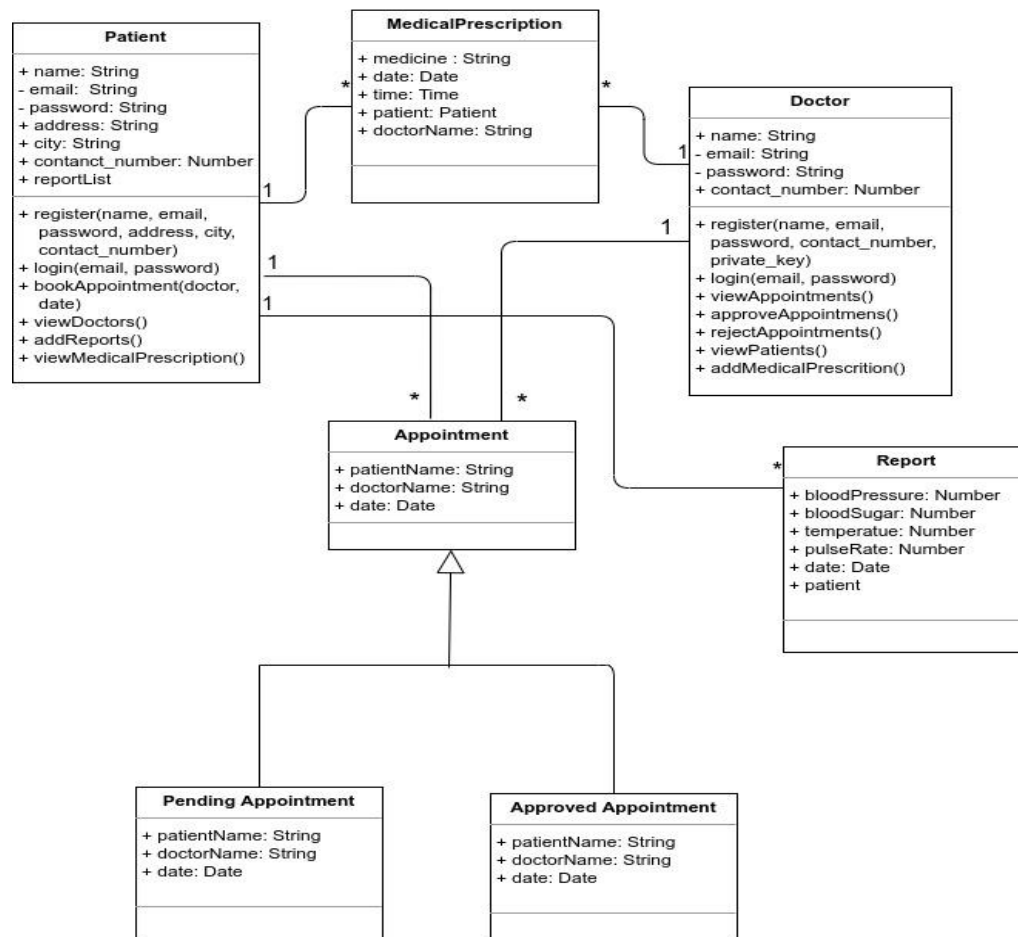 Patient
+ name: String
- email:  String
- password: String
+ address: String
+ city: String
+ contanct_number: Number
+ reportList
+ register(name, email,
password, address, city,
contact_number)
+ login(email, password)
+ bookAppointment(doctor,
date)
+ viewDoctors()
+ addReports()
+ viewMedicalPrescription()
MedicalPrescription
+ medicine : String
+ date: Date
+ time: Time
+ patient: Patient
+ doctorName: String
Doctor
+ name: String
- email: String
- password: String
+ contact_number: Number
+ register(name, email,
password, contact_number,
private_key)
+ login(email, password)
+ viewAppointments()
+ approveAppointmens()
+ rejectAppointments()
+ viewPatients()
+ addMedicalPrescrition()
*
*
1
1
1
1
1
*
*
*
Appointment
+ patientName: String
+ doctorName: String
+ date: Date
Report
+ bloodPressure: Number
+ bloodSugar: Number
+ temperatue: Number
+ pulseRate: Number
+ date: Date
+ patient
Pending Appointment
+ patientName: String
+ doctorName: String
+ date: Date
Approved Appointment
+ patientName: String
+ doctorName: String
+ date: Date